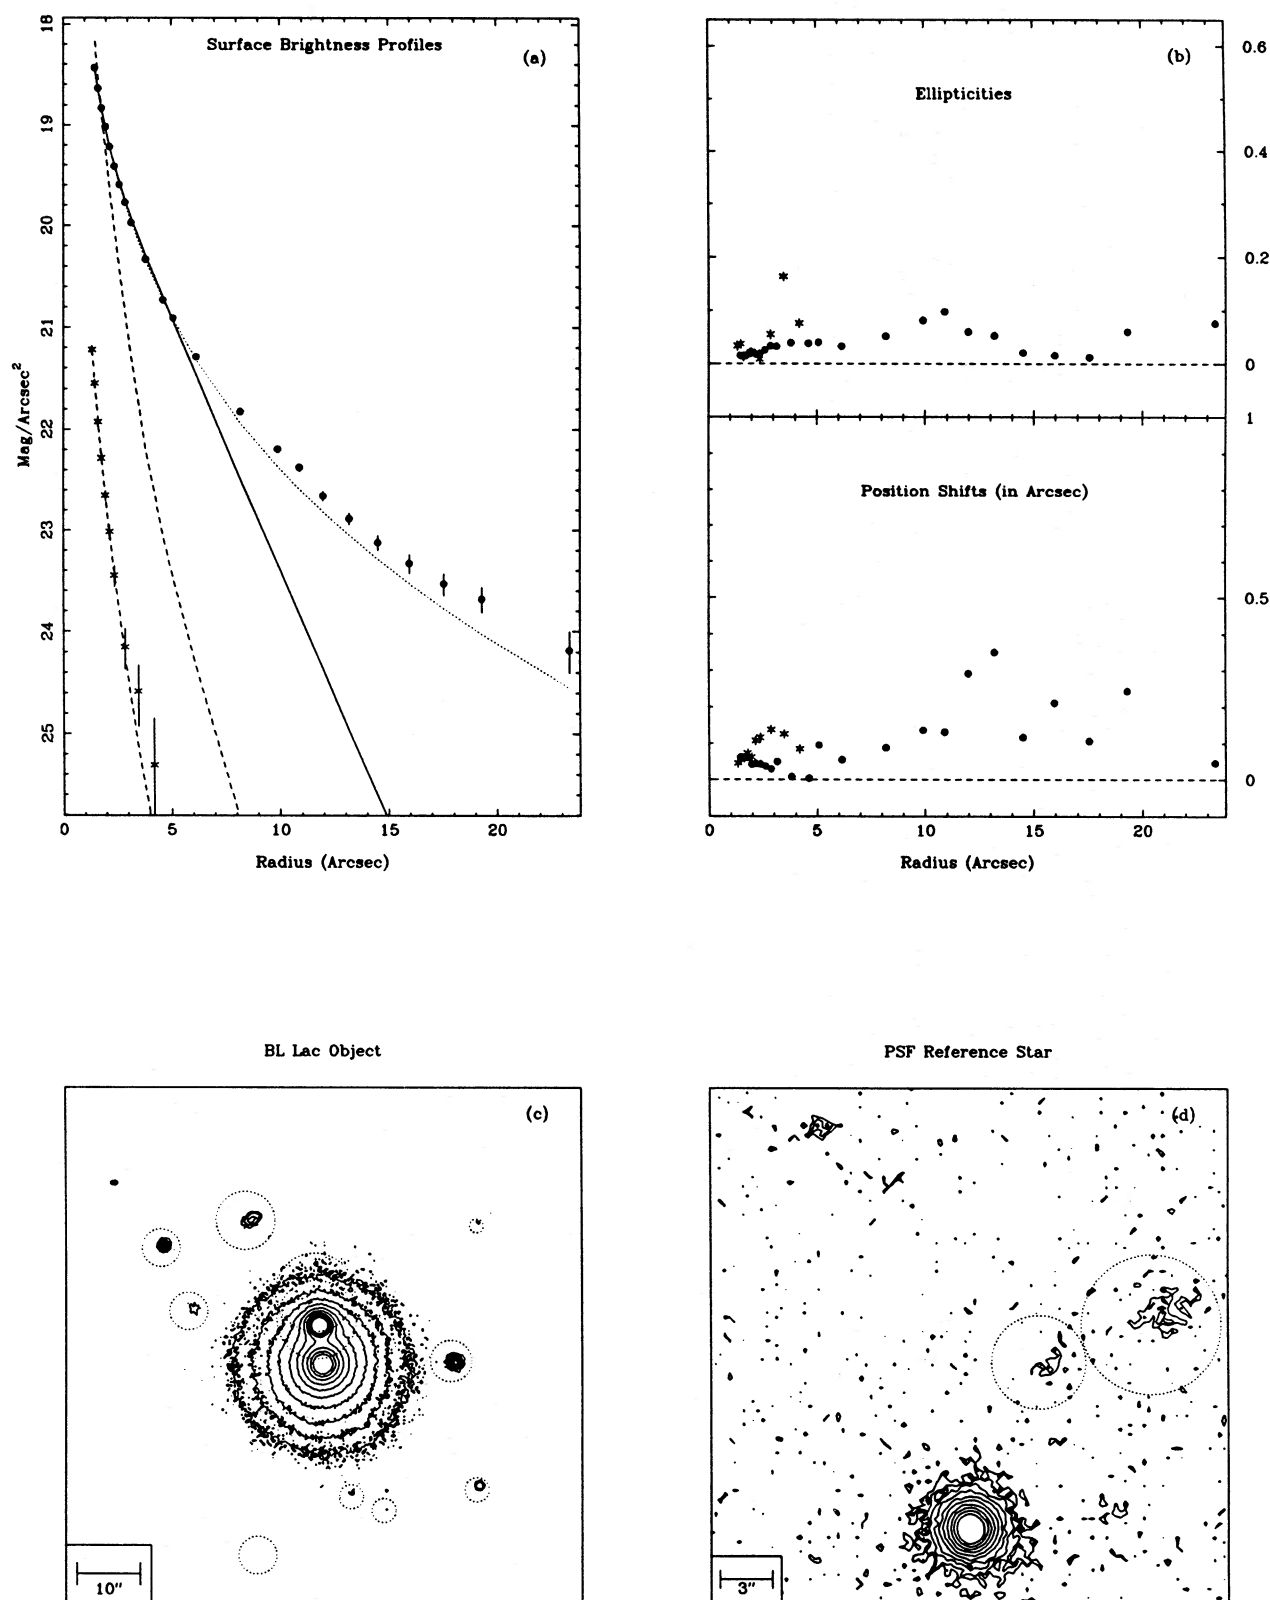 Surface Brightness Profiles
(a)
18
19
20
21
22
23
24
25
Mag/Arcsec²
0 5 10 15 20
Radius (Arcsec)
(b)
Ellipticities
0.6
0.4
0.2
0
1
Position Shifts (in Arcsec)
0.5
0
0 5 10 15 20
Radius (Arcsec)
BL Lac Object
(c)
10"
PSF Reference Star
(d)
3"